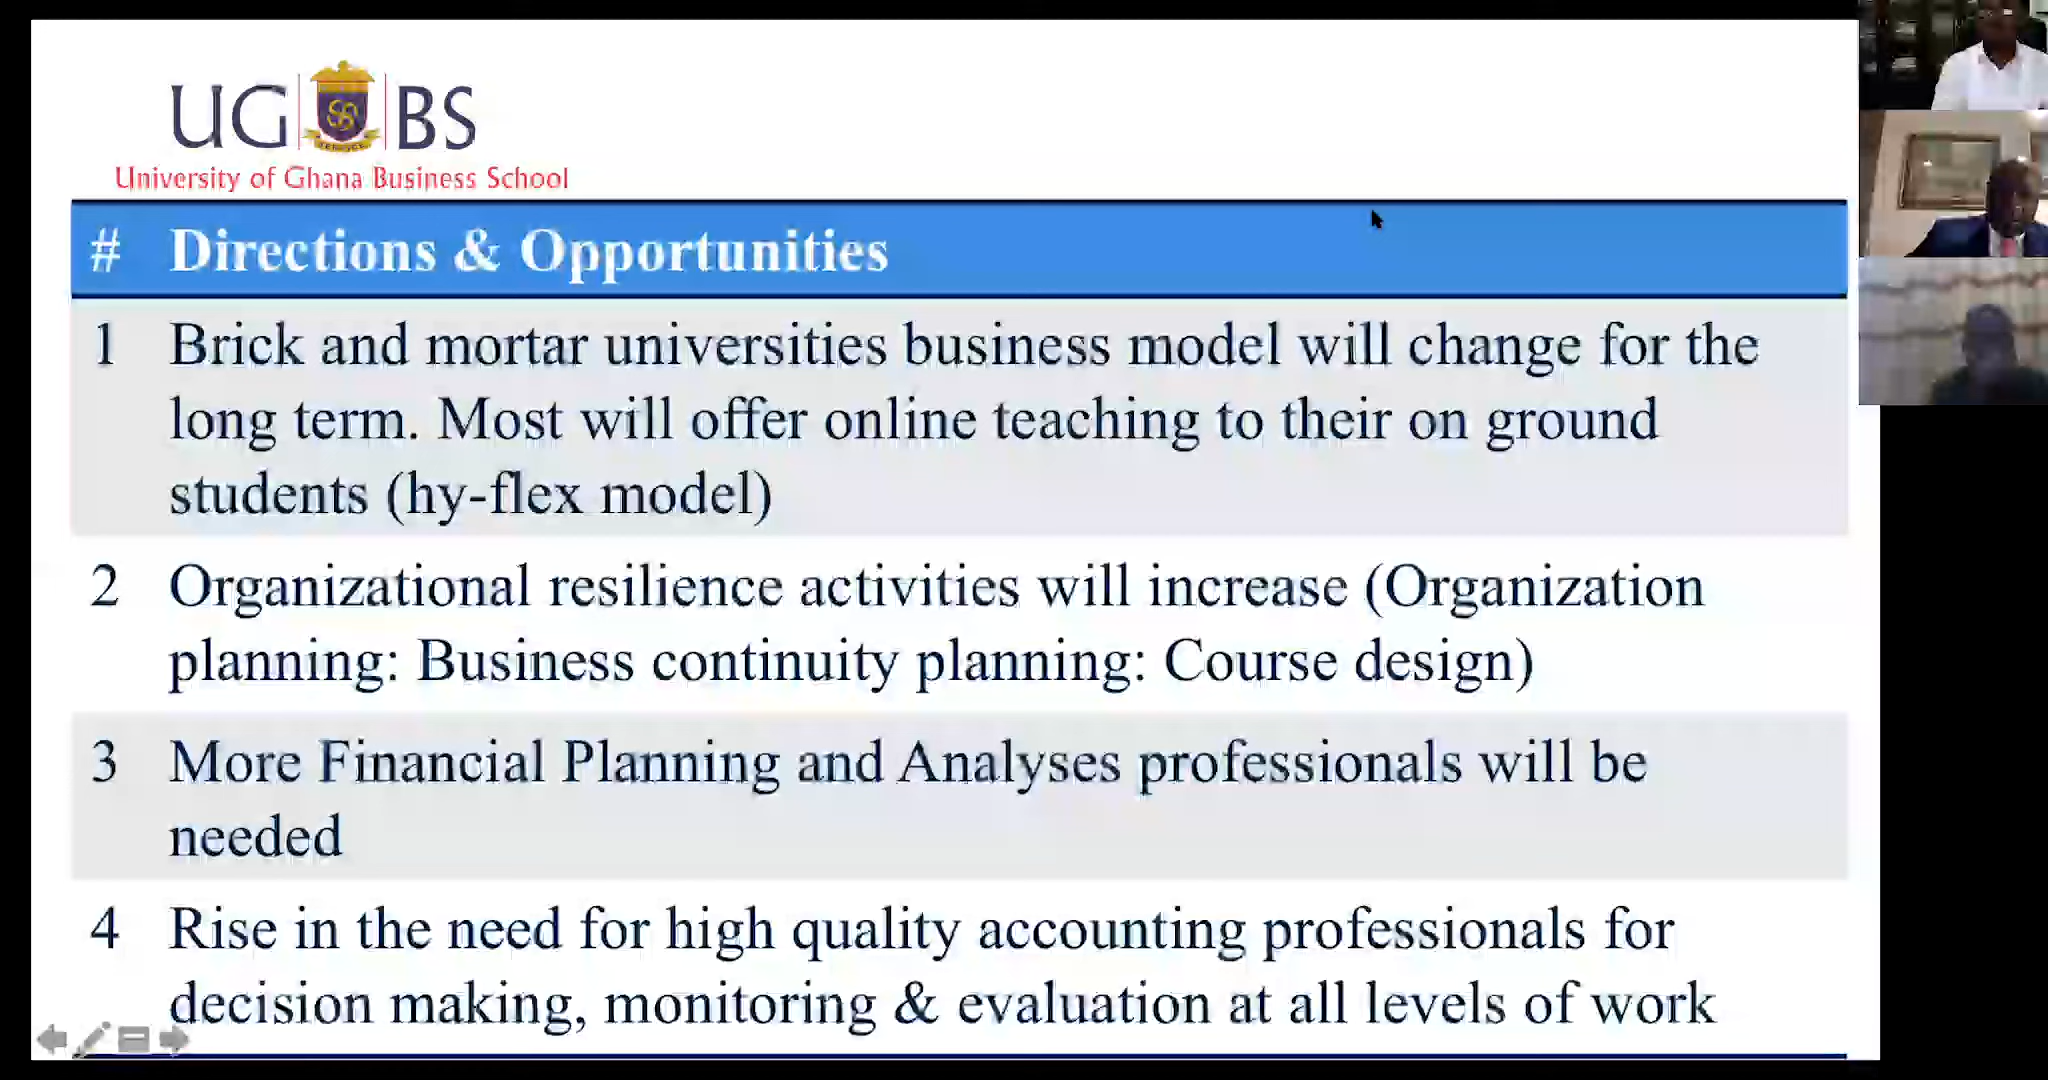 UG BS
University of Ghana Business School
# Directions & Opportunities
1 Brick and mortar universities business model will change for the
long term. Most will offer online teaching to their on ground
students (hy-flex model)
2 Organizational resilience activities will increase (Organization
planning: Business continuity planning: Course design)
3 More Financial Planning and Analyses professionals will be
needed
4 Rise in the need for high quality accounting professionals for
decision making, monitoring & evaluation at all levels of work